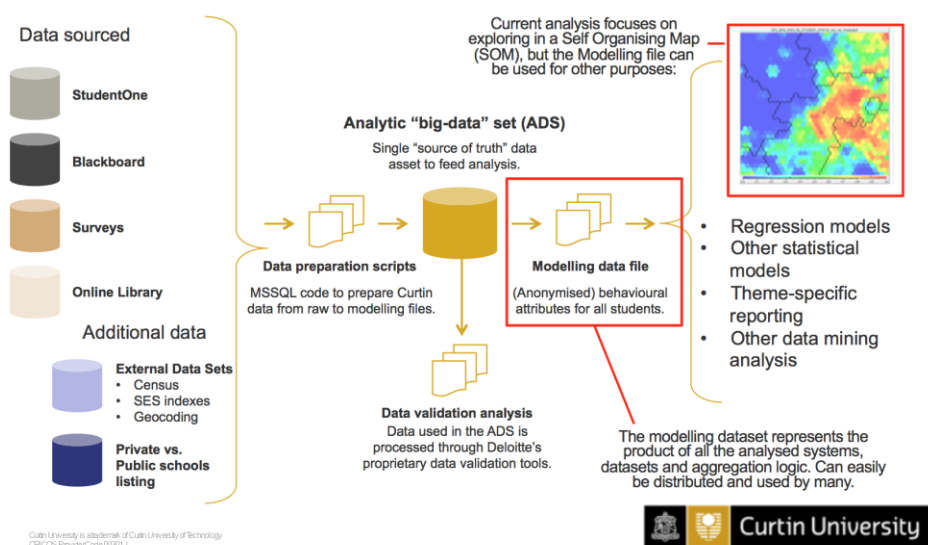 Data sourced
StudentOne
Blackboard
Surveys
Online Library
Additional data
External Data Sets
• Census
• SES indexes
• Geocoding
Private vs.
Public schools
listing
Data preparation scripts
MSSQL code to prepare Curtin
data from raw to modelling files.
Analytic “big-data” set (ADS)
Single “source of truth” data
asset to feed analysis.
Data validation analysis
Data used in the ADS is
processed through Deloitte’s
proprietary data validation tools.
Modelling data file
(Anonymised) behavioural
attributes for all students.
Current analysis focuses on
exploring in a Self Organising Map
(SOM), but the Modelling file can
be used for other purposes:
• Regression models
• Other statistical
models
• Theme-specific
reporting
• Other data mining
analysis
The modelling dataset represents the
product of all the analysed systems,
datasets and aggregation logic. Can easily
be distributed and used by many.
Curtin University is a trademark of Curtin University of Technology
Curtin University